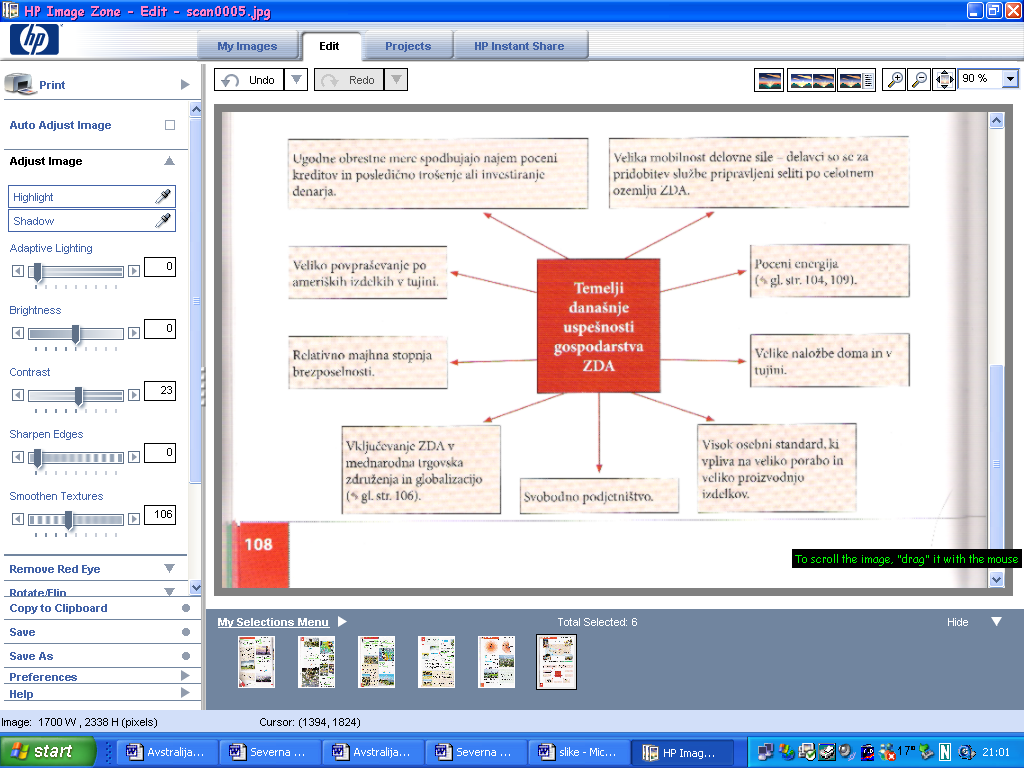 HP Image Zone - Edit - scan0005.jpg
hp
My Images
Edit
Projects
HP Instant Share
Print
Undo
Redo
90 %
Auto Adjust Image
Adjust Image
Highlight
Shadow
Adaptive Lighting
0
Brightness
0
Contrast
23
Sharpen Edges
0
Smoothen Textures
106
Remove Red Eye
Rotate/Flip
Copy to Clipboard
Save
Save As
Preferences
Help
Ugodne obrestne mere spodbujajo najem poceni
kreditov in posledično trošenje ali investiranje
denarja.
Velika mobilnost delovne sile – delavci so se za
pridobitev službe pripravljeni seliti po celotnem
ozemlju ZDA.
Veliko povpraševanje po
ameriških izdelkih v tujini.
Temelji
današnje
uspešnosti
gospodarstva
ZDA
Poceni energija
(gl. str. 104, 109).
Relativno majhna stopnja
brezposelnosti.
Velike naložbe doma in v
tujini.
Vključevanje ZDA v
mednarodna trgovska
združenja in globalizacijo
(gl. str. 106).
Svobodno podjetništvo.
Visok osebni standard, ki
vpliva na veliko porabo in
veliko proizvodnjo
izdelkov.
108
To scroll the image, "drag" it with the mouse
My Selections Menu
Total Selected: 6
Hide
Image: 1700 W , 2338 H (pixels)
Cursor: (1394, 1824)
start
Avstralija...
Severna ...
Avstralija...
Severna ...
slike - Mic...
HP Imag...
17°
21:01